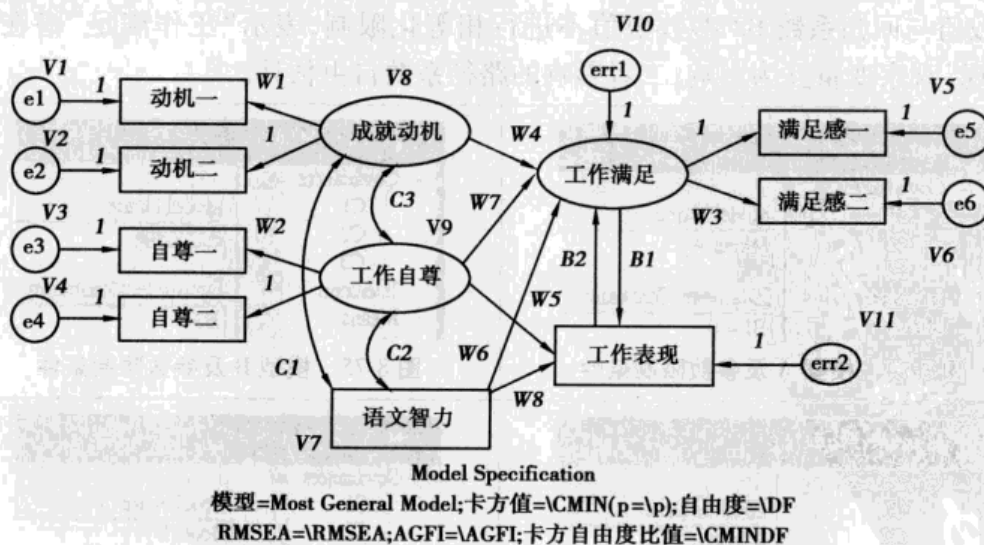 V10
V1
err1
e1
1
动机一
W1
V8
成就动机
1
V5
V2
e2
1
动机二
1
W4
1
满足感一
1
e5
V3
e3
1
自尊一
W2
C3
V9
W7
工作满足
W3
满足感二
1
e6
V6
V4
e4
1
自尊二
1
工作自尊
B2
B1
W5
V11
C1
C2
W6
工作表现
1
err2
语文智力
W8
V7
Model Specification
模型=Most General Model;卡方值=\CMIN(p=\p);自由度=\DF
RMSEA=\RMSEA;AGFI=\AGFI;卡方自由度比值=\CMINDF